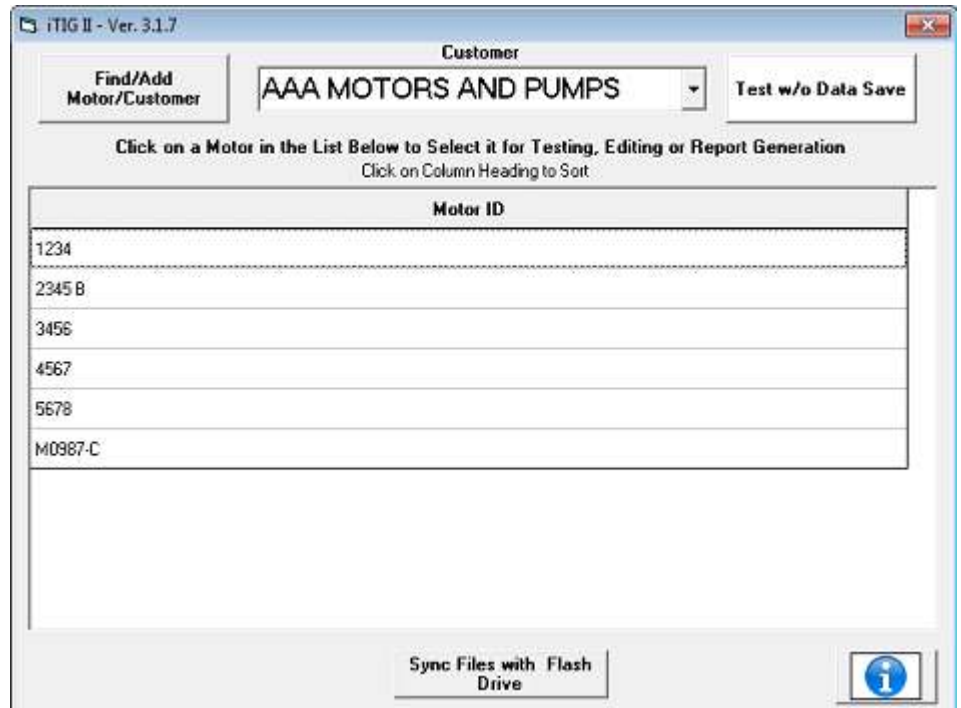 iTIG II - Ver. 3.1.7
Customer
Find/Add
Motor/Customer
AAA MOTORS AND PUMPS
Test w/o Data Save
Click on a Motor in the List Below to Select it for Testing, Editing or Report Generation
Click on Column Heading to Sort
Motor ID
1234
2345 B
3456
4567
5678
M0987-C
Sync Files with Flash
Drive
i